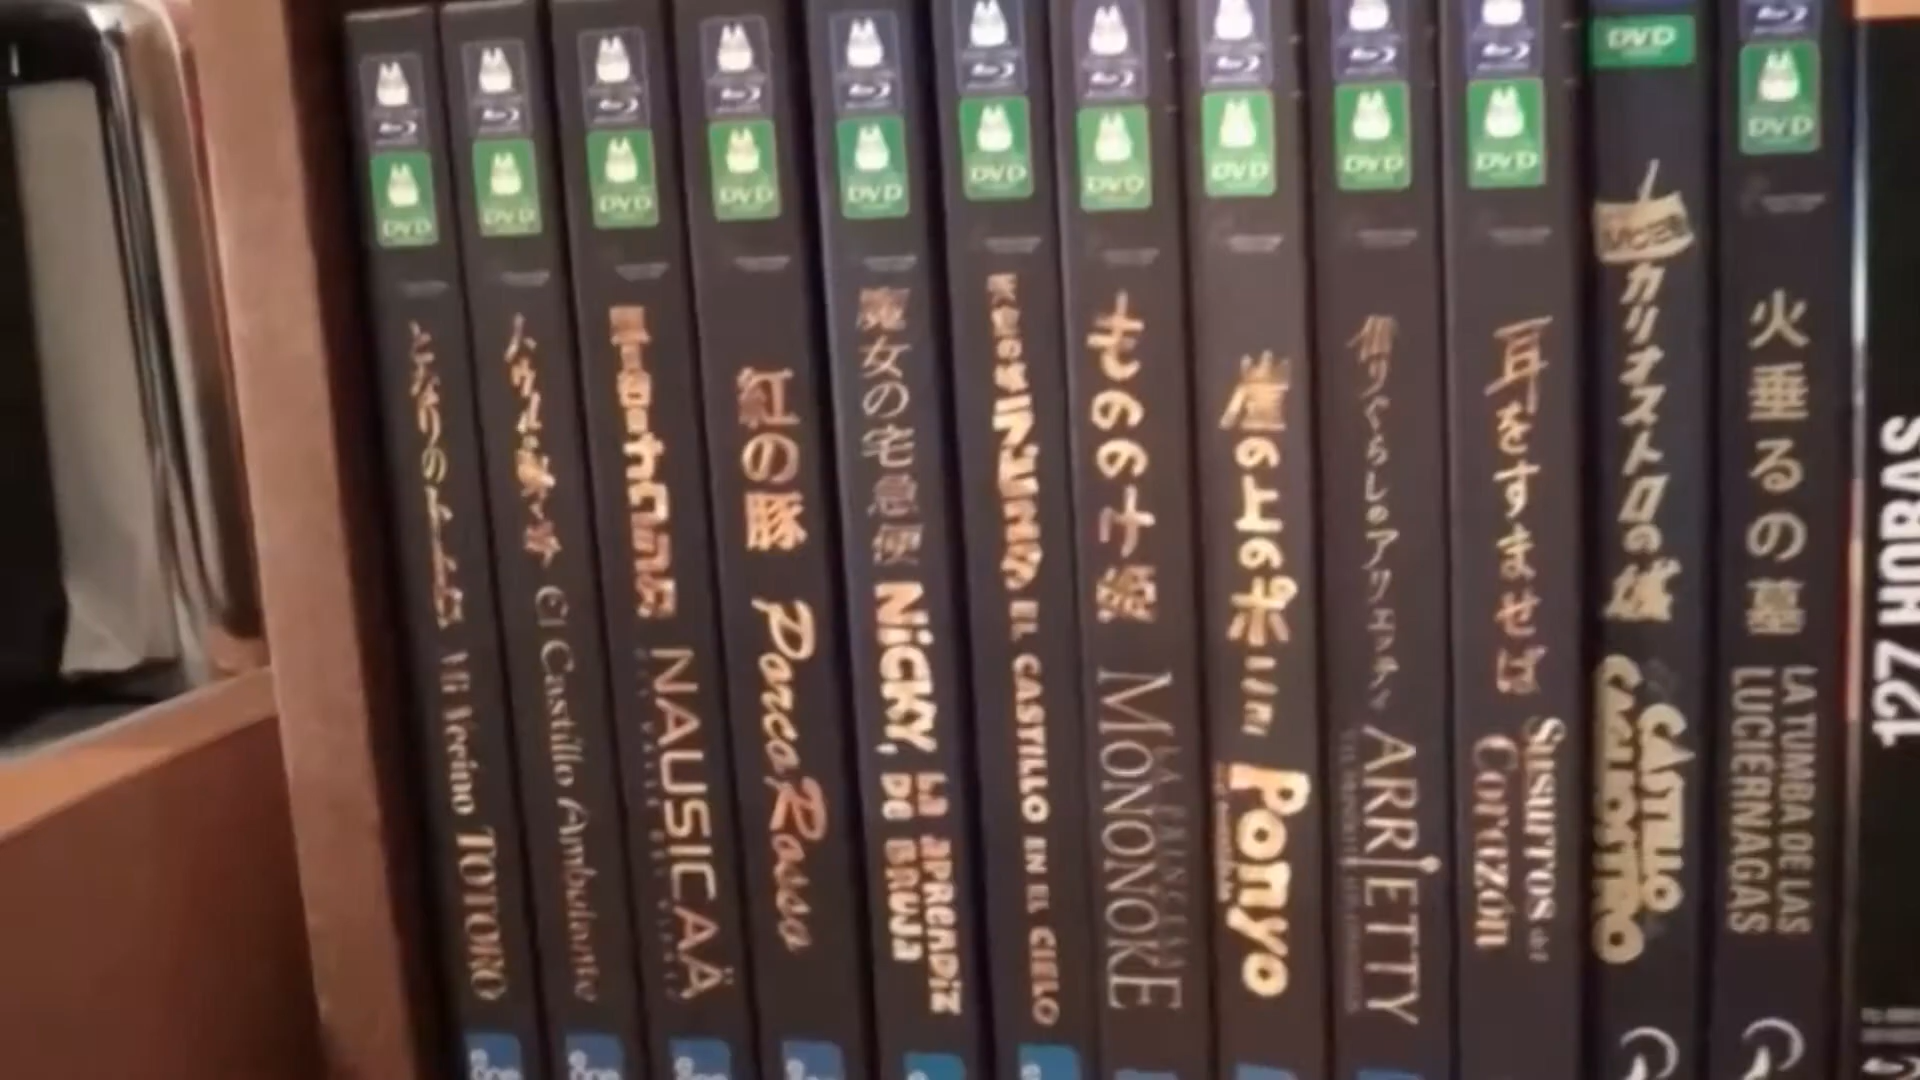 DVD
となりのトトロ
Mi Vecino TOTORO
DVD
ハウルの動く城
El Castillo Ambulante
DVD
風の谷のナウシカ
NAUSICAÄ
DVD
紅の豚
Porco Rosso
DVD
魔女の宅急便
NiCKY, LA APRENDIZ
DE BRUJA
DVD
天空の城ラピュタ
EL CASTILLO EN EL CIELO
DVD
もののけ姫
LA PRINCESA
MONONOKE
DVD
崖の上のポニョ
Ponyo
DVD
借りぐらしのアリエッティ
ARRIETTY
DVD
耳をすませば
Susurros del
Corazón
DVD
カリオストロの城
CASTILLO
CAGLIOSTRO
DVD
火垂るの墓
LA TUMBA DE LAS
LUCIERNAGAS
127 HORAS